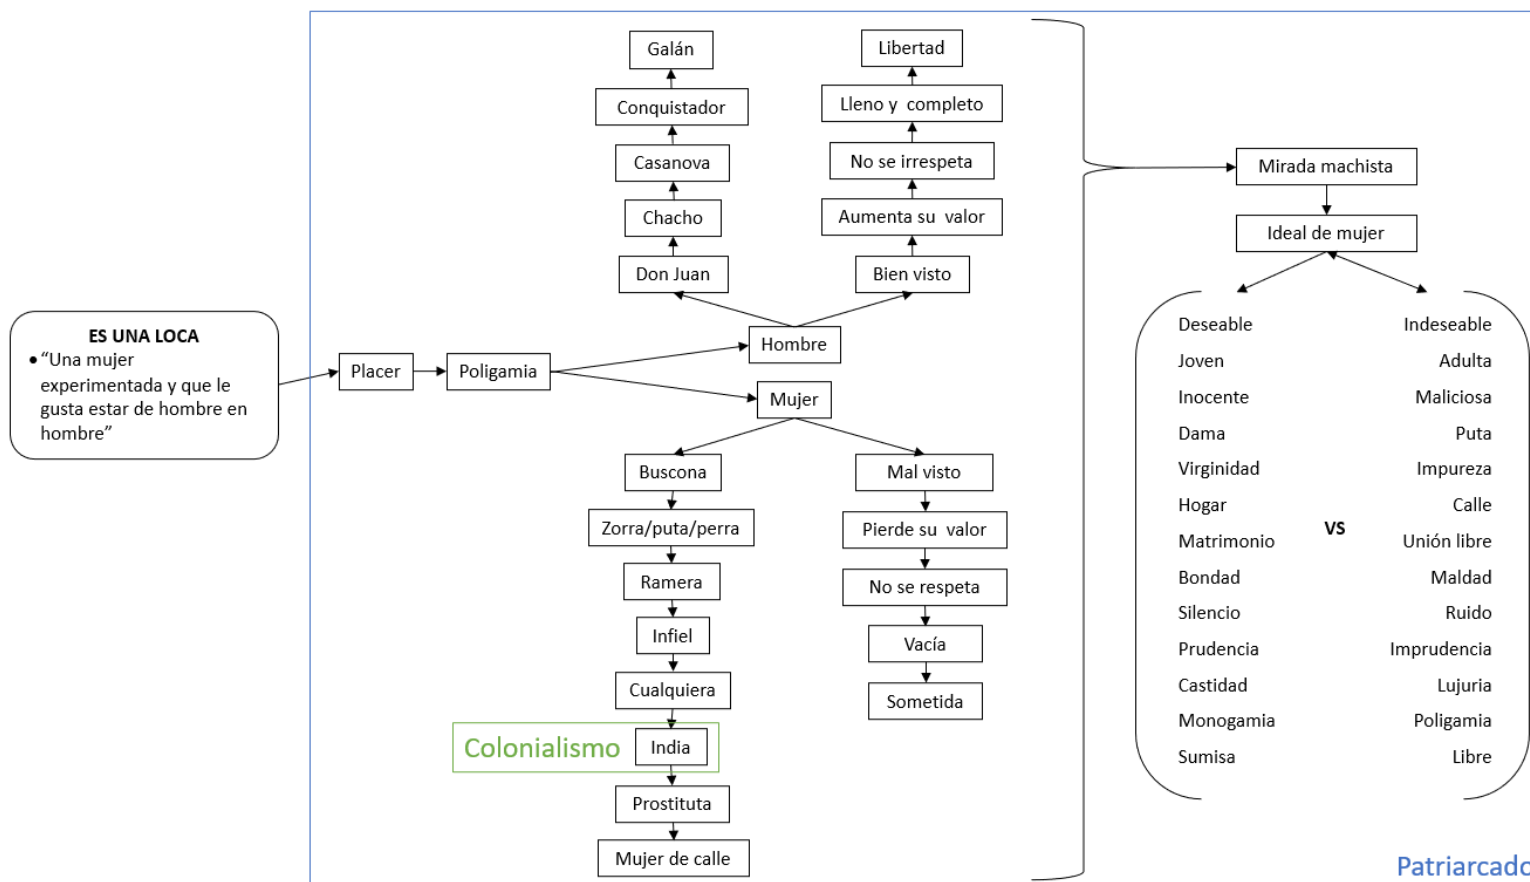 ES UNA LOCA
• “Una mujer
experimentada y que le
gusta estar de hombre en
hombre”
Placer
Poligamia
Hombre
Don Juan
Chacho
Casanova
Conquistador
Galán
Bien visto
Aumenta su valor
No se irrespeta
Lleno y completo
Libertad
Mujer
Buscona
Zorra/puta/perra
Ramera
Infiel
Cualquiera
Colonialismo
India
Prostituta
Mujer de calle
Mal visto
Pierde su valor
No se respeta
Vacía
Sometida
Mirada machista
Ideal de mujer
Deseable
Joven
Inocente
Dama
Virginidad
Hogar
Matrimonio
Bondad
Silencio
Prudencia
Castidad
Monogamia
Sumisa
VS
Indeseable
Adulta
Maliciosa
Puta
Impureza
Calle
Unión libre
Maldad
Ruido
Imprudencia
Lujuria
Poligamia
Libre
Patriarcado